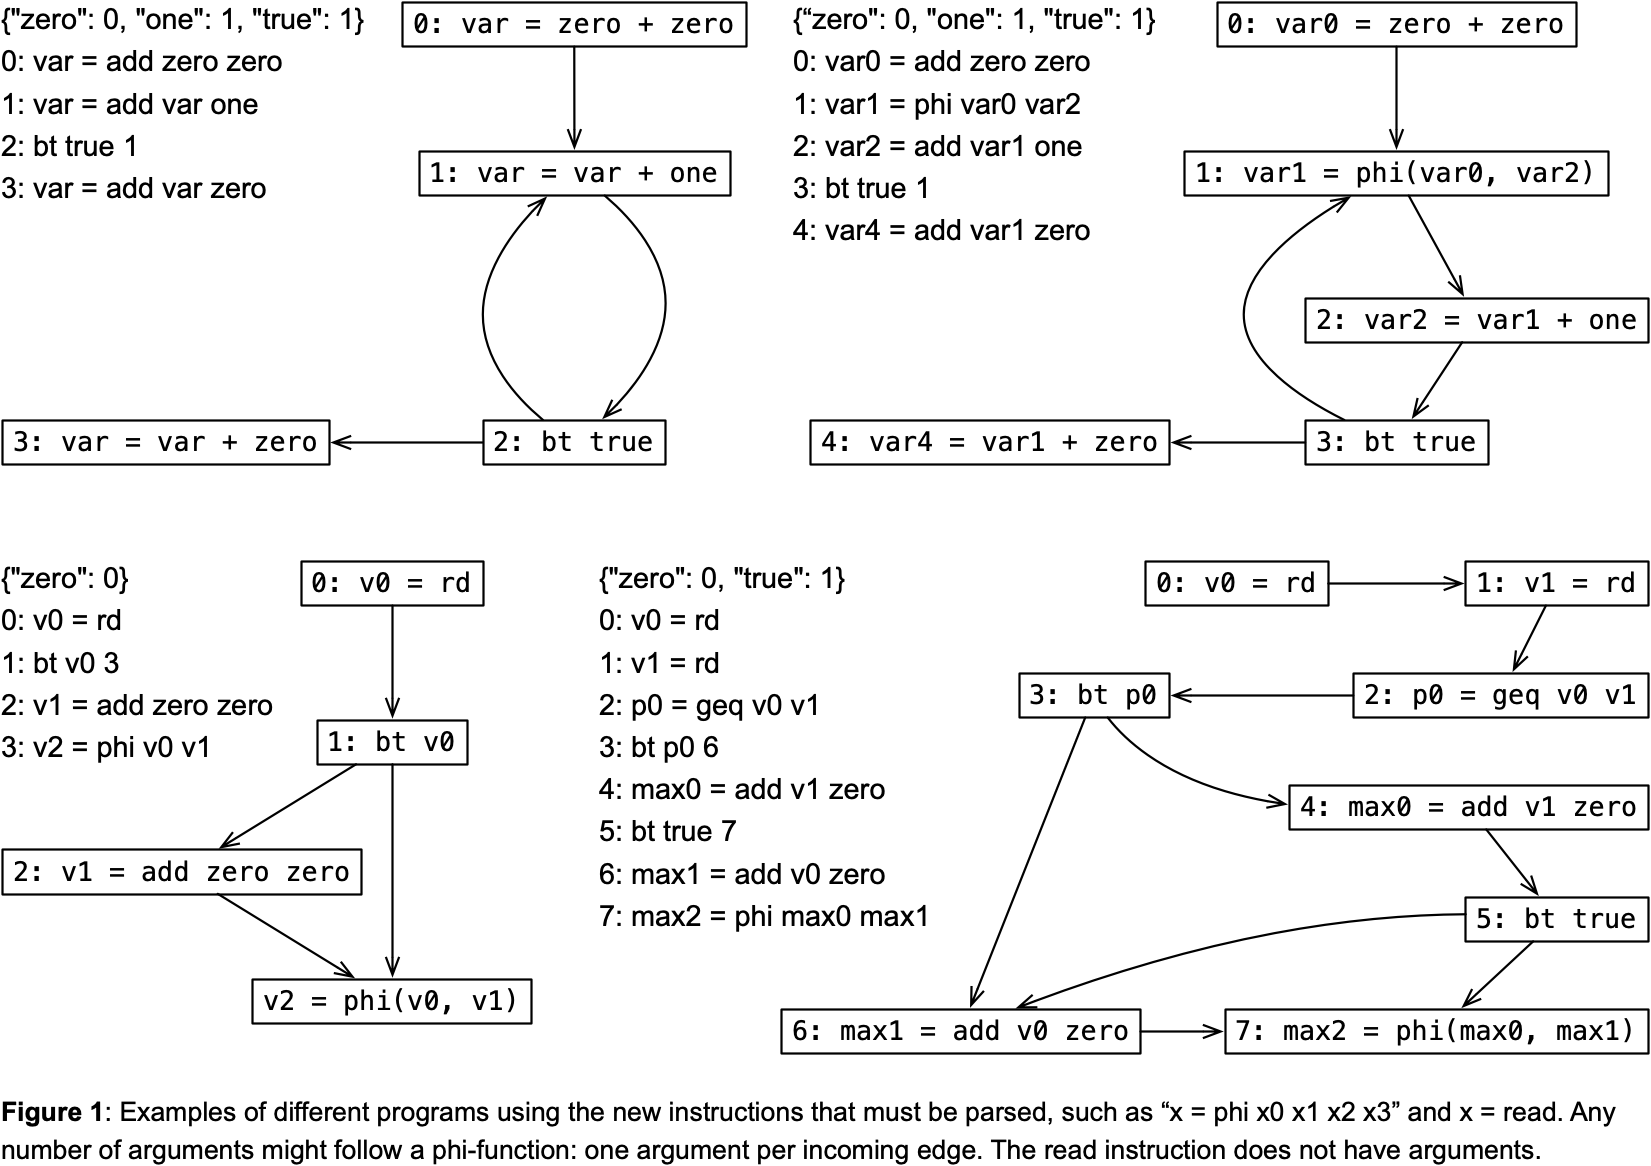 {"zero": 0, "one": 1, "true": 1}
0: var = add zero zero
1: var = add var one
2: bt true 1
3: var = add var zero
0: var = zero + zero
1: var = var + one
2: bt true
3: var = var + zero
{“zero": 0, "one": 1, "true": 1}
0: var0 = add zero zero
1: var1 = phi var0 var2
2: var2 = add var1 one
3: bt true 1
4: var4 = add var1 zero
0: var0 = zero + zero
1: var1 = phi(var0, var2)
2: var2 = var1 + one
3: bt true
4: var4 = var1 + zero
{"zero": 0}
0: v0 = rd
1: bt v0 3
2: v1 = add zero zero
3: v2 = phi v0 v1
0: v0 = rd
1: bt v0
2: v1 = add zero zero
v2 = phi(v0, v1)
{"zero": 0, "true": 1}
0: v0 = rd
1: v1 = rd
2: p0 = geq v0 v1
3: bt p0 6
4: max0 = add v1 zero
5: bt true 7
6: max1 = add v0 zero
7: max2 = phi max0 max1
0: v0 = rd
1: v1 = rd
3: bt p0
2: p0 = geq v0 v1
4: max0 = add v1 zero
5: bt true
6: max1 = add v0 zero
7: max2 = phi(max0, max1)
Figure 1: Examples of different programs using the new instructions that must be parsed, such as “x = phi x0 x1 x2 x3” and x = read. Any
number of arguments might follow a phi-function: one argument per incoming edge. The read instruction does not have arguments.